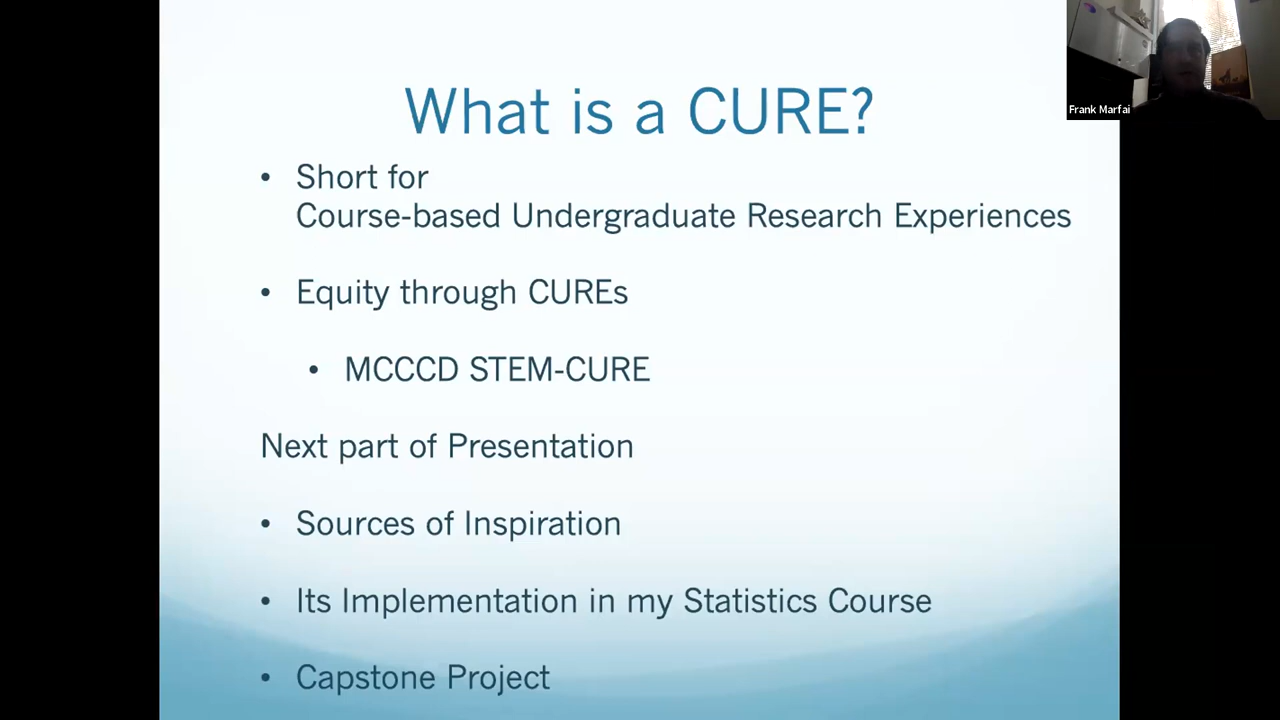 What is a CURE?
Frank Marfai
• Short for
Course-based Undergraduate Research Experiences
• Equity through CUREs
• MCCCD STEM-CURE
Next part of Presentation
• Sources of Inspiration
• Its Implementation in my Statistics Course
• Capstone Project